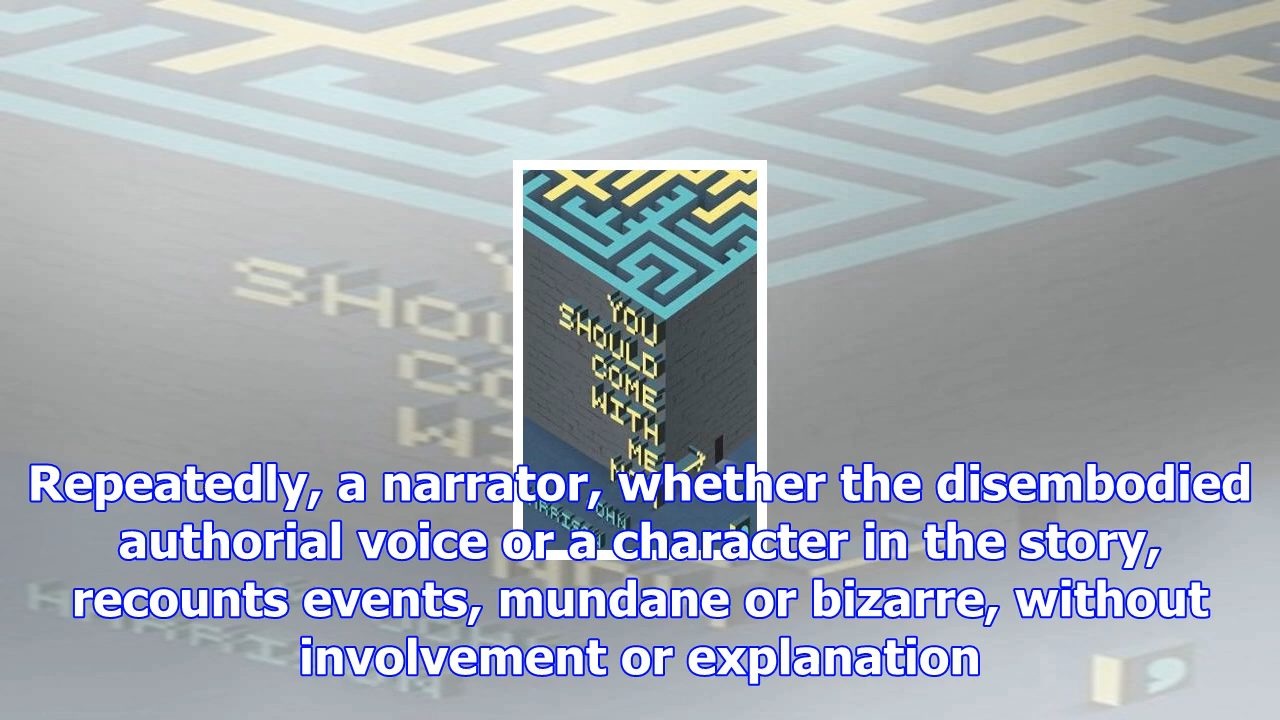 YOU
SHOULD
COME
WITH
ME
Repeatedly, a narrator, whether the disembodied
authorial voice or a character in the story,
recounts events, mundane or bizarre, without
involvement or explanation